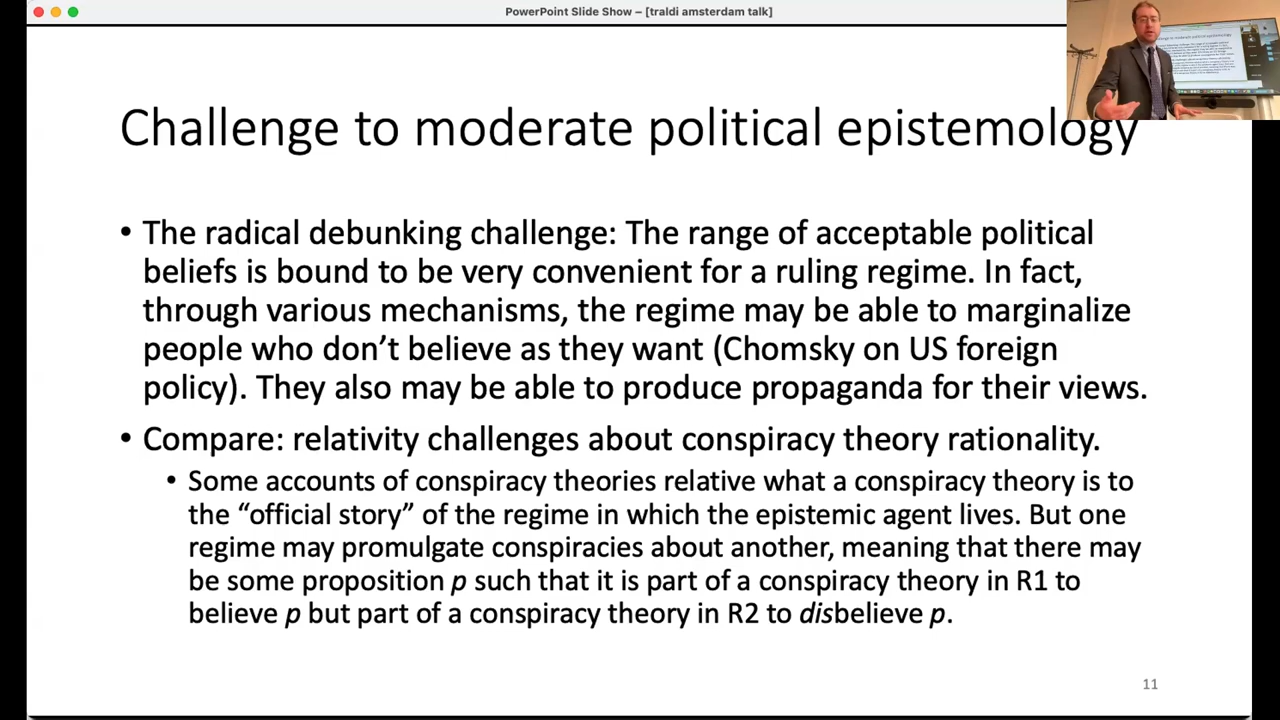 PowerPoint Slide Show – [traldi amsterdam talk]
Challenge to moderate political epistemology
• The radical debunking challenge: The range of acceptable political
beliefs is bound to be very convenient for a ruling regime. In fact,
through various mechanisms, the regime may be able to marginalize
people who don’t believe as they want (Chomsky on US foreign
policy). They also may be able to produce propaganda for their views.
• Compare: relativity challenges about conspiracy theory rationality.
• Some accounts of conspiracy theories relative what a conspiracy theory is to
the “official story” of the regime in which the epistemic agent lives. But one
regime may promulgate conspiracies about another, meaning that there may
be some proposition p such that it is part of a conspiracy theory in R1 to
believe p but part of a conspiracy theory in R2 to disbelieve p.
11